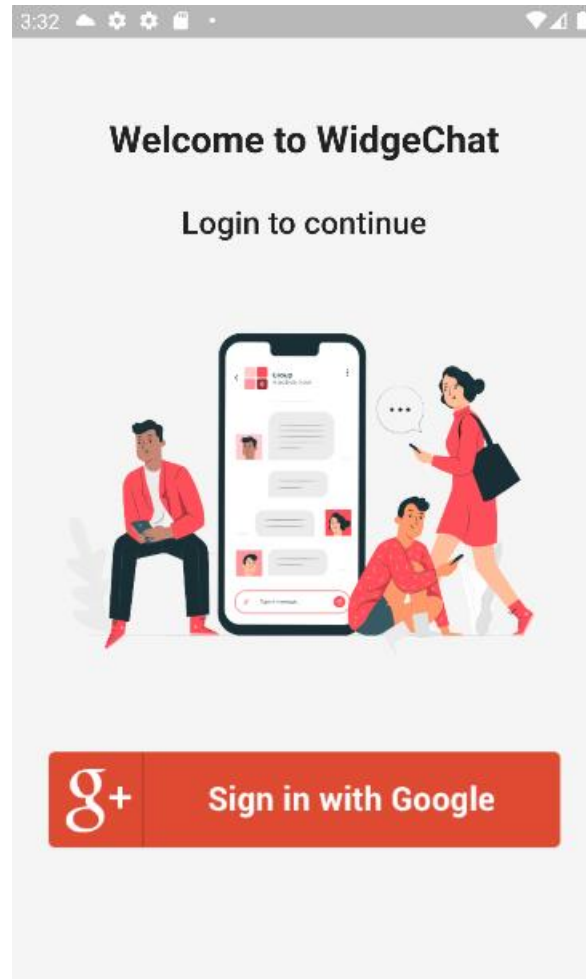 3:32
Welcome to WidgeChat
Login to continue
Group
g+ Sign in with Google